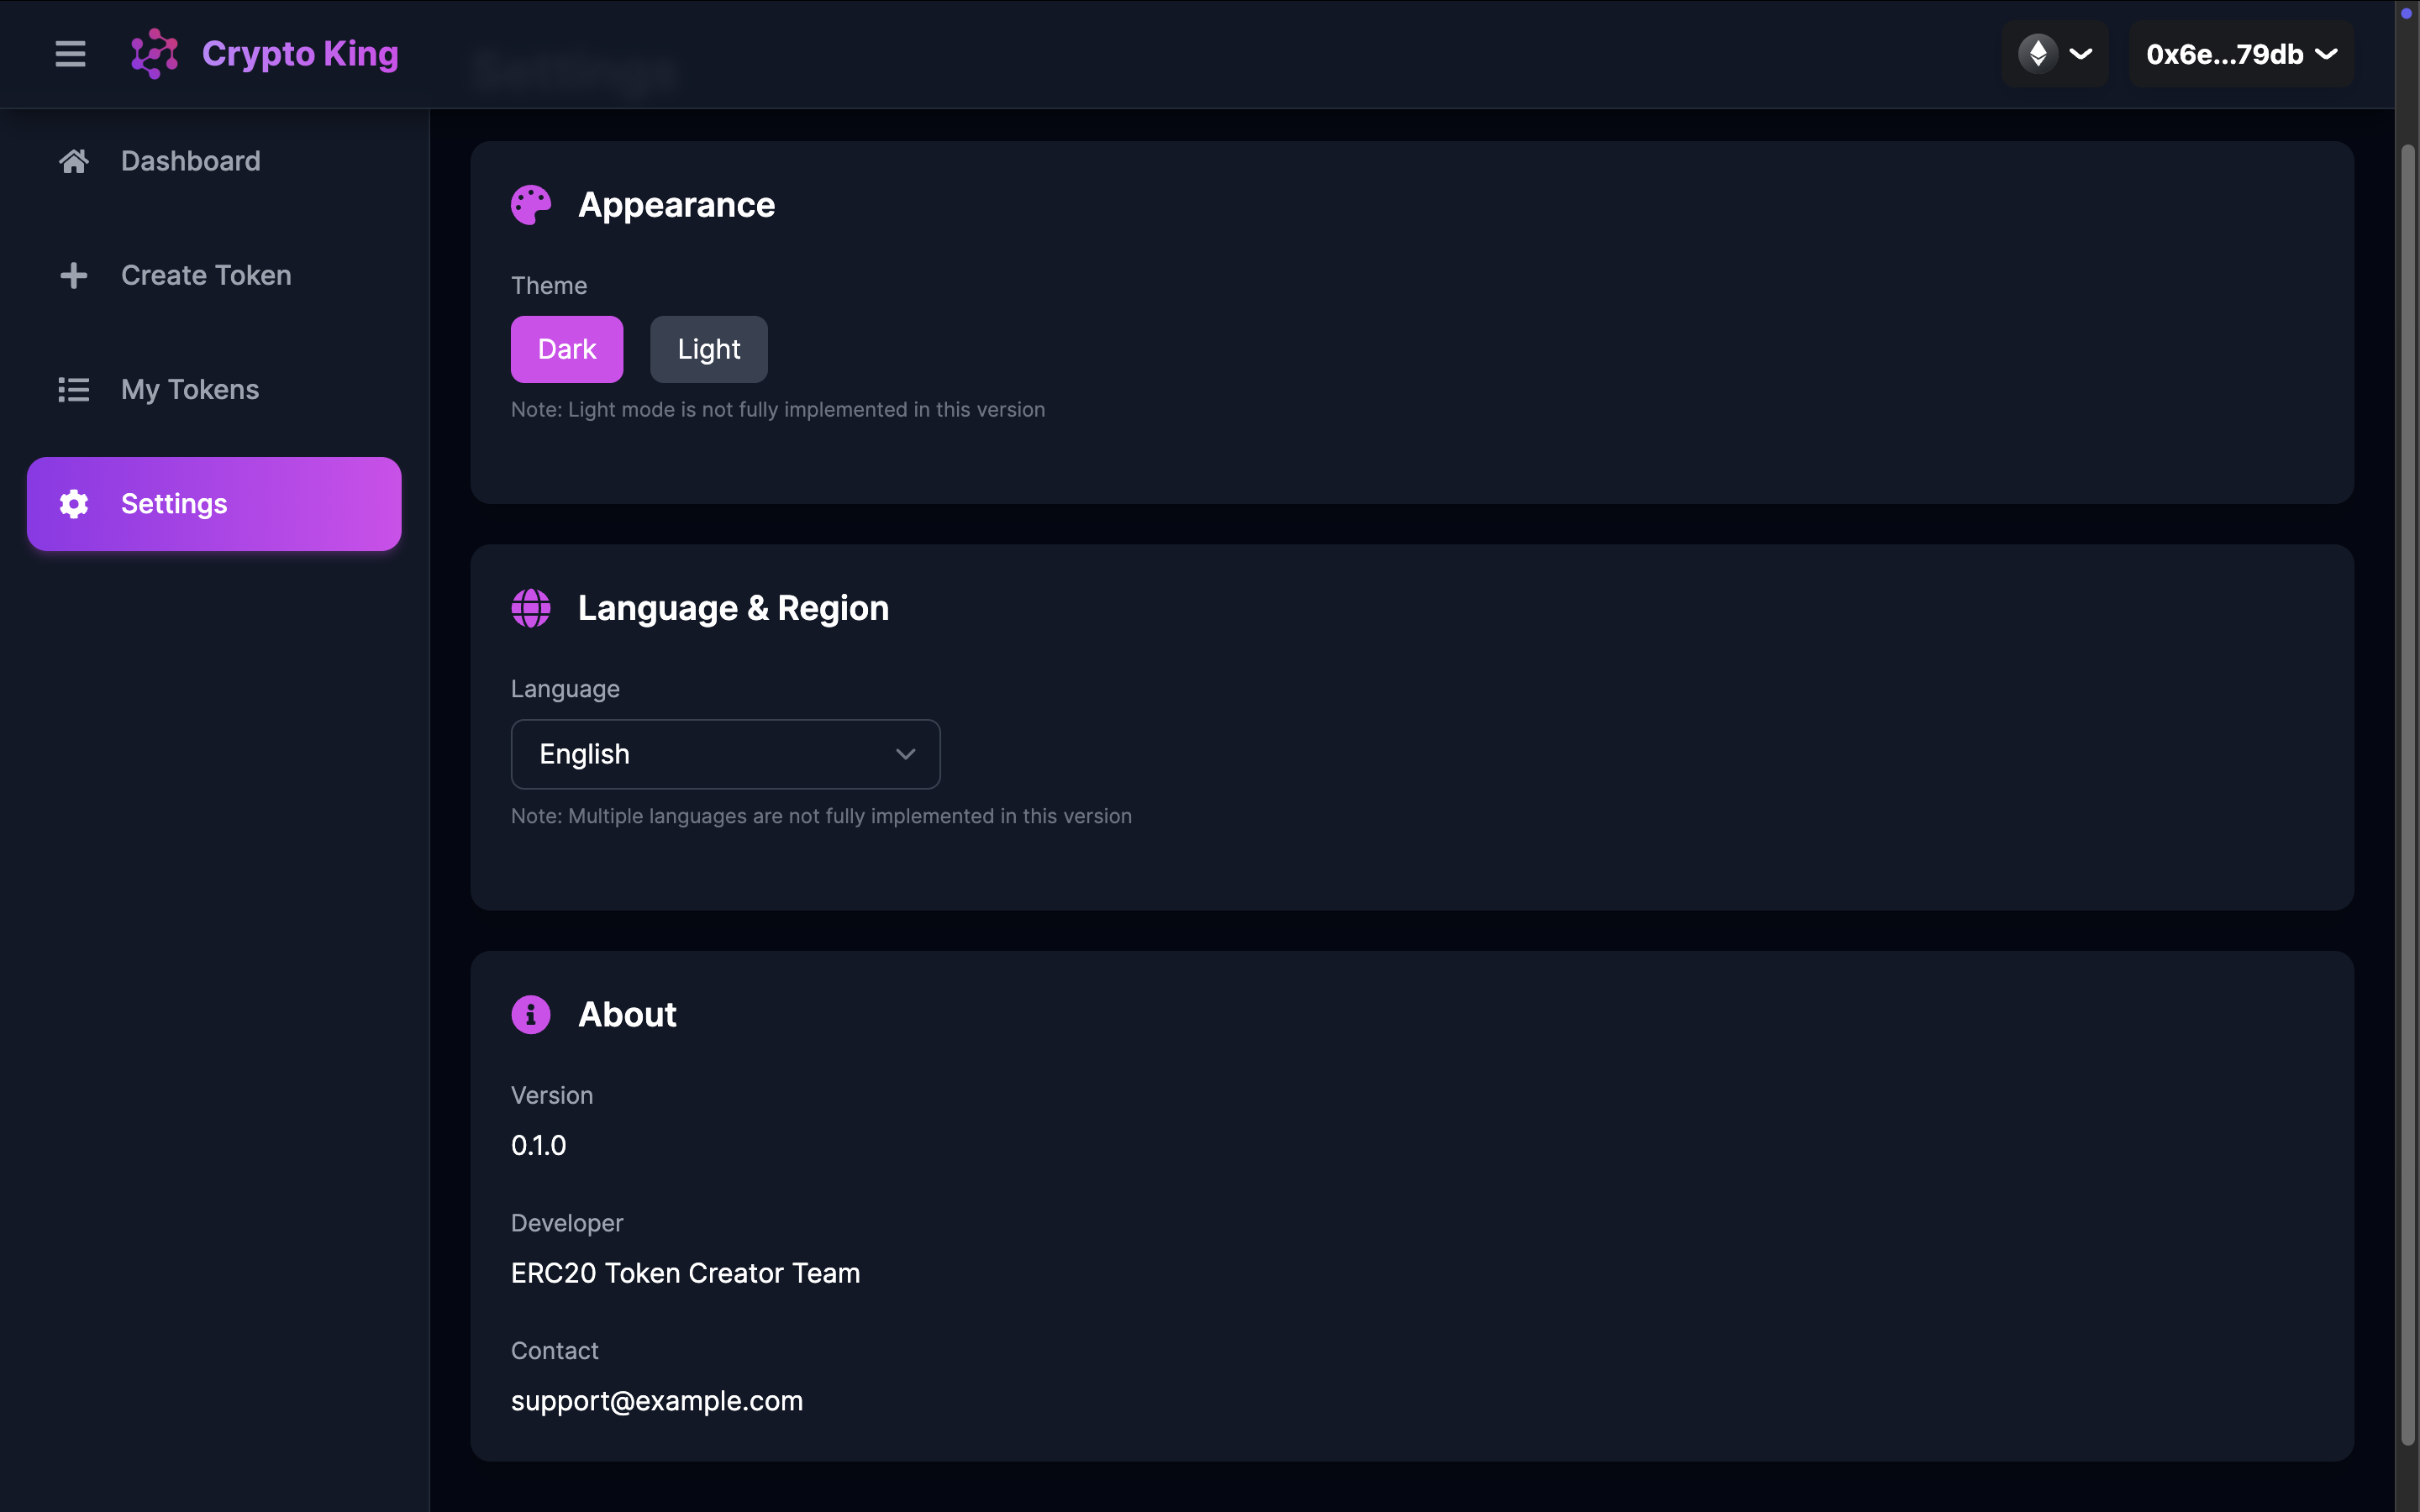 Crypto King
Settings
0x6e...79db
Dashboard
Create Token
My Tokens
Settings
Appearance
Theme
Dark
Light
Note: Light mode is not fully implemented in this version
Language & Region
Language
English
Note: Multiple languages are not fully implemented in this version
About
Version
0.1.0
Developer
ERC20 Token Creator Team
Contact
support@example.com